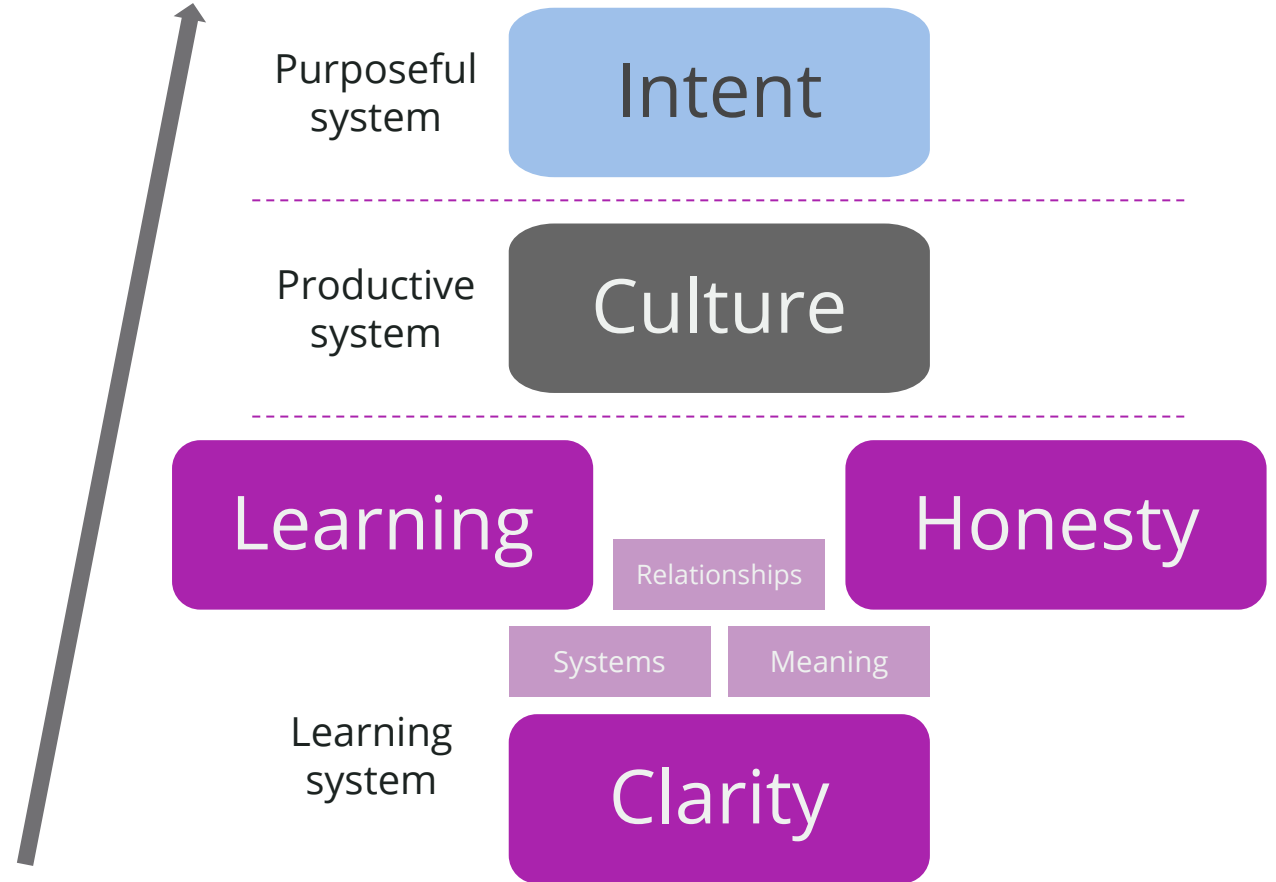 Purposeful
system
Intent
Productive
system
Culture
Learning
Honesty
Relationships
Systems
Meaning
Learning
system
Clarity